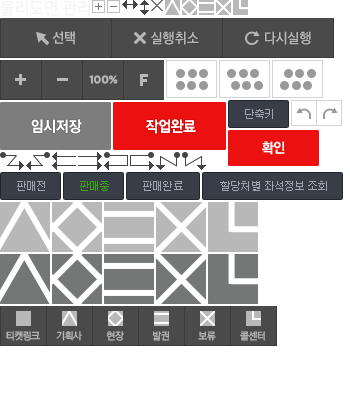 물리도면 관리
선택 실행취소 다시실행
100% F
임시저장 작업완료 단축키
확인
판매전 판매중 판매완료 할당처별 좌석정보 조회
티켓링크 기획사 현장 발권 보류 콜센터